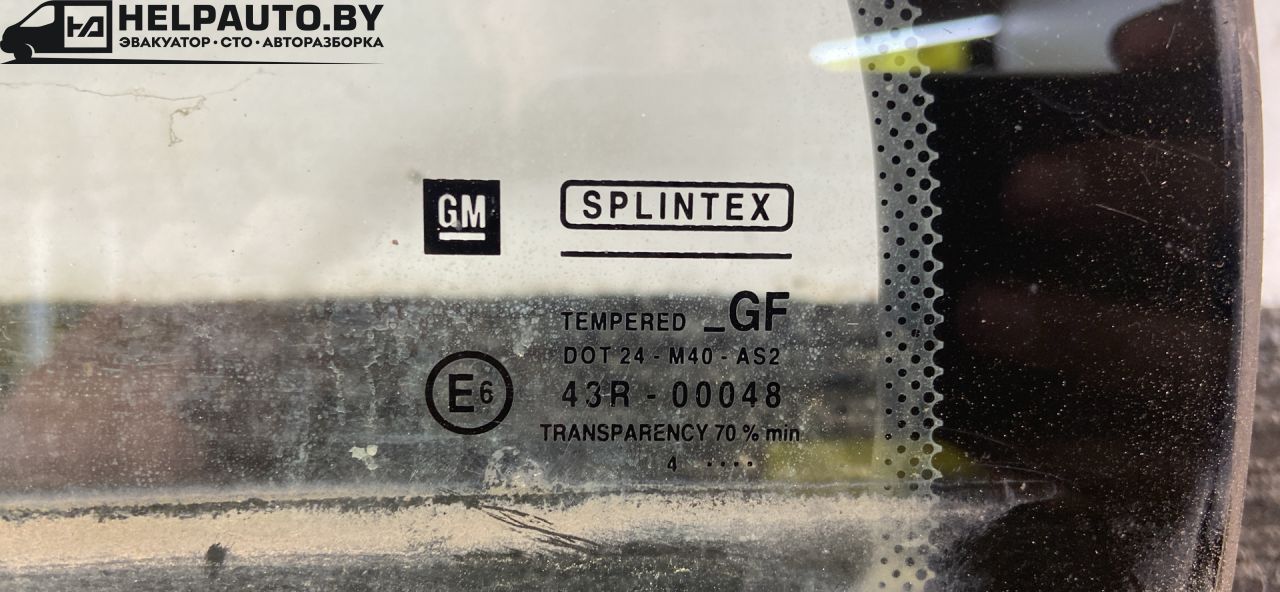 HELPAUTO.BY
ЭВАКУАТОР · СТО · АВТОРАЗБОРКА
GM
SPLINTEX
TEMPERED _GF
DOT 24 - M40 - AS2
E6
43R - 00048
TRANSPARENCY 70 % min
4 ····